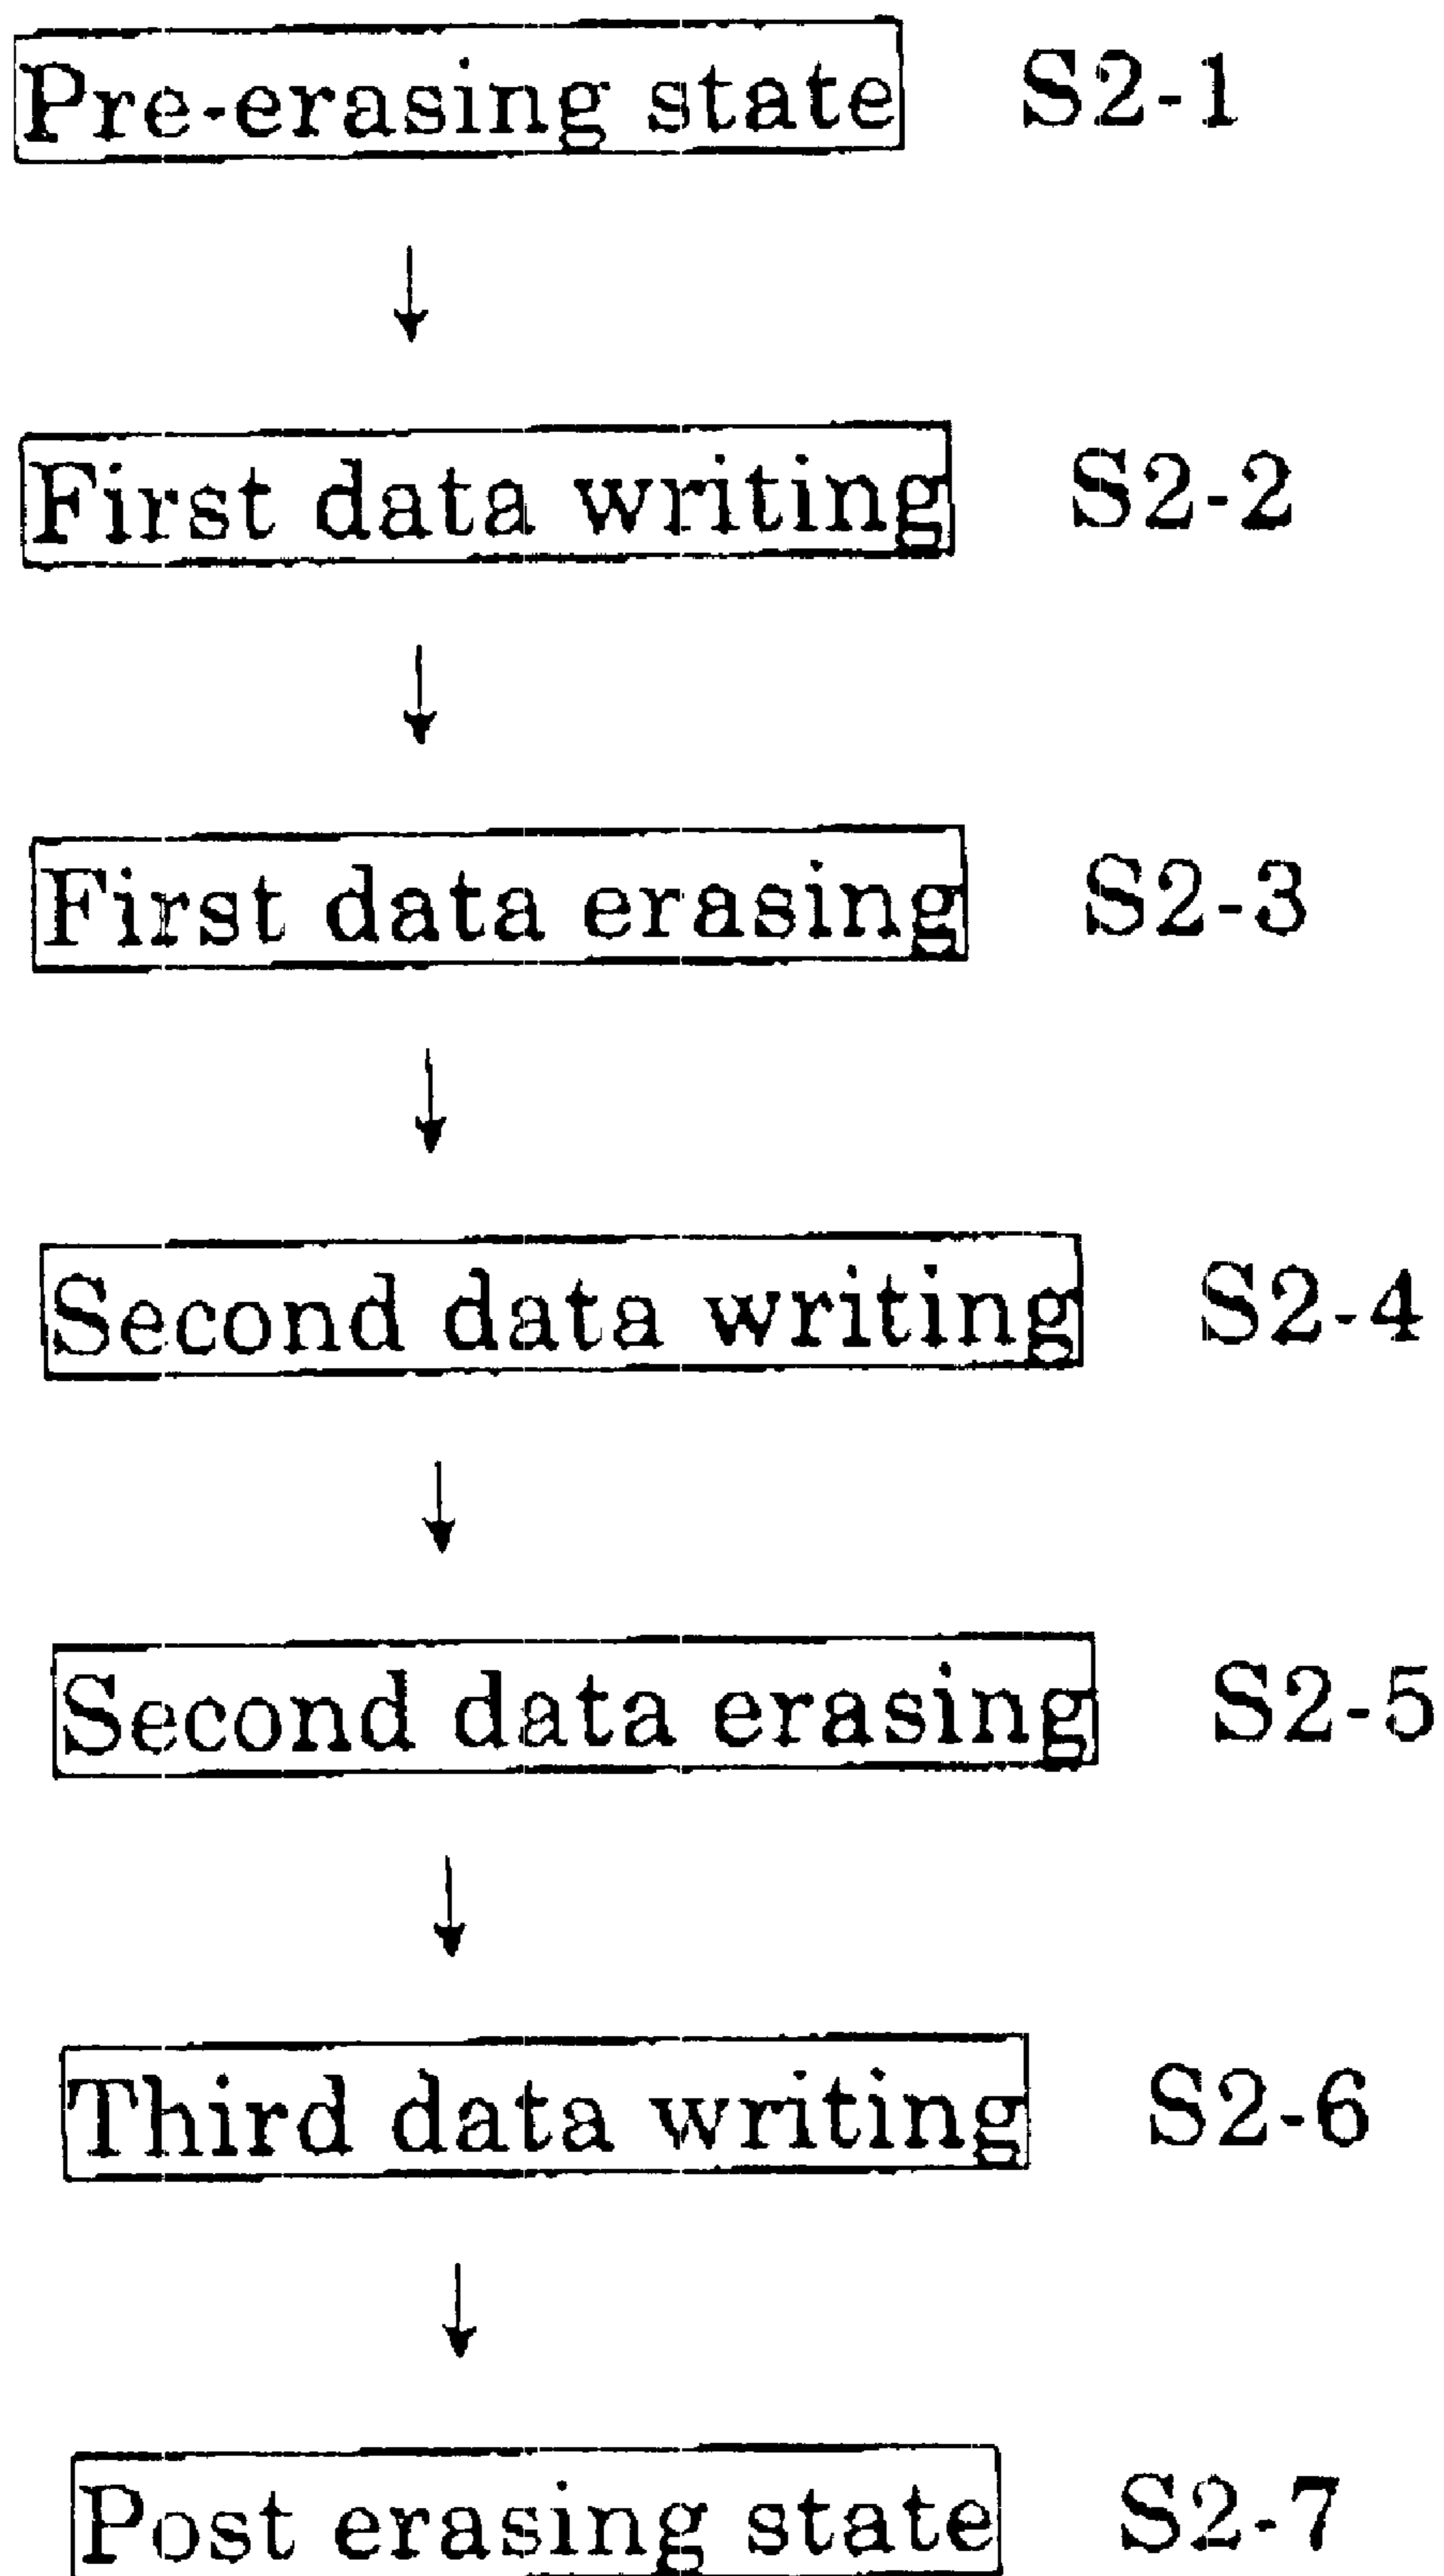 Pre-erasing state S2-1
First data writing S2-2
First data erasing S2-3
Second data writing S2-4
Second data erasing S2-5
Third data writing S2-6
Post erasing state S2-7